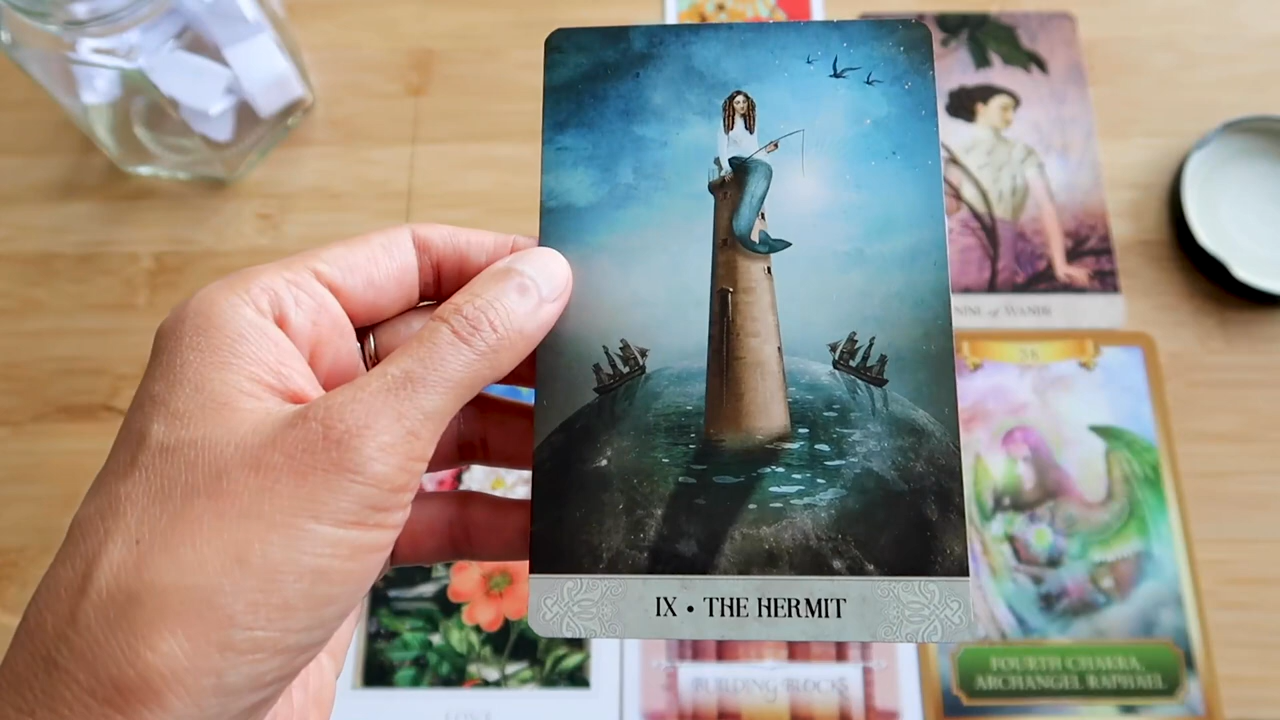 NINE of WANDS
IX • THE HERMIT
38
FOURTH CHAKRA,
ARCHANGEL RAPHAEL
BUILDING BLOCKS